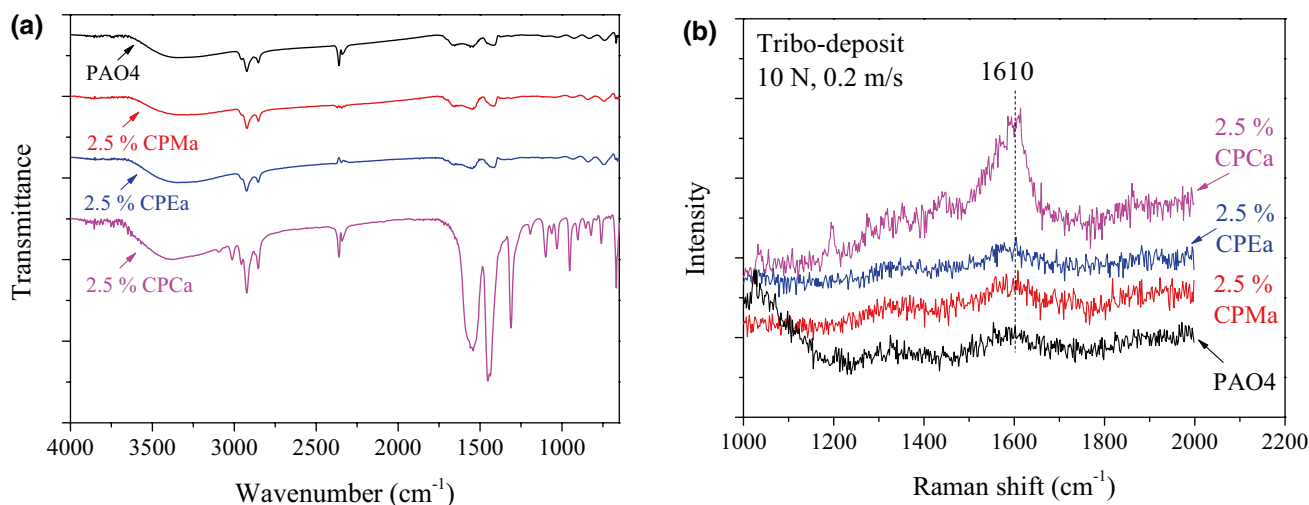 (a)
PAO4
2.5 % CPMa
2.5 % CPEa
2.5 % CPCa
Transmittance
4000 3500 3000 2500 2000 1500 1000
Wavenumber (cm⁻¹)
(b)
Tribo-deposit
10 N, 0.2 m/s
1610
2.5 %
CPCa
2.5 %
CPEa
2.5 %
CPMa
PAO4
Intensity
1000 1200 1400 1600 1800 2000 2200
Raman shift (cm⁻¹)